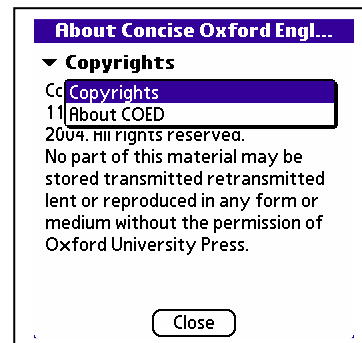 About Concise Oxford Engl...
Copyrights
Copyrights
About COED
2004. All rights reserved.
No part of this material may be
stored transmitted retransmitted
lent or reproduced in any form or
medium without the permission of
Oxford University Press.
Close